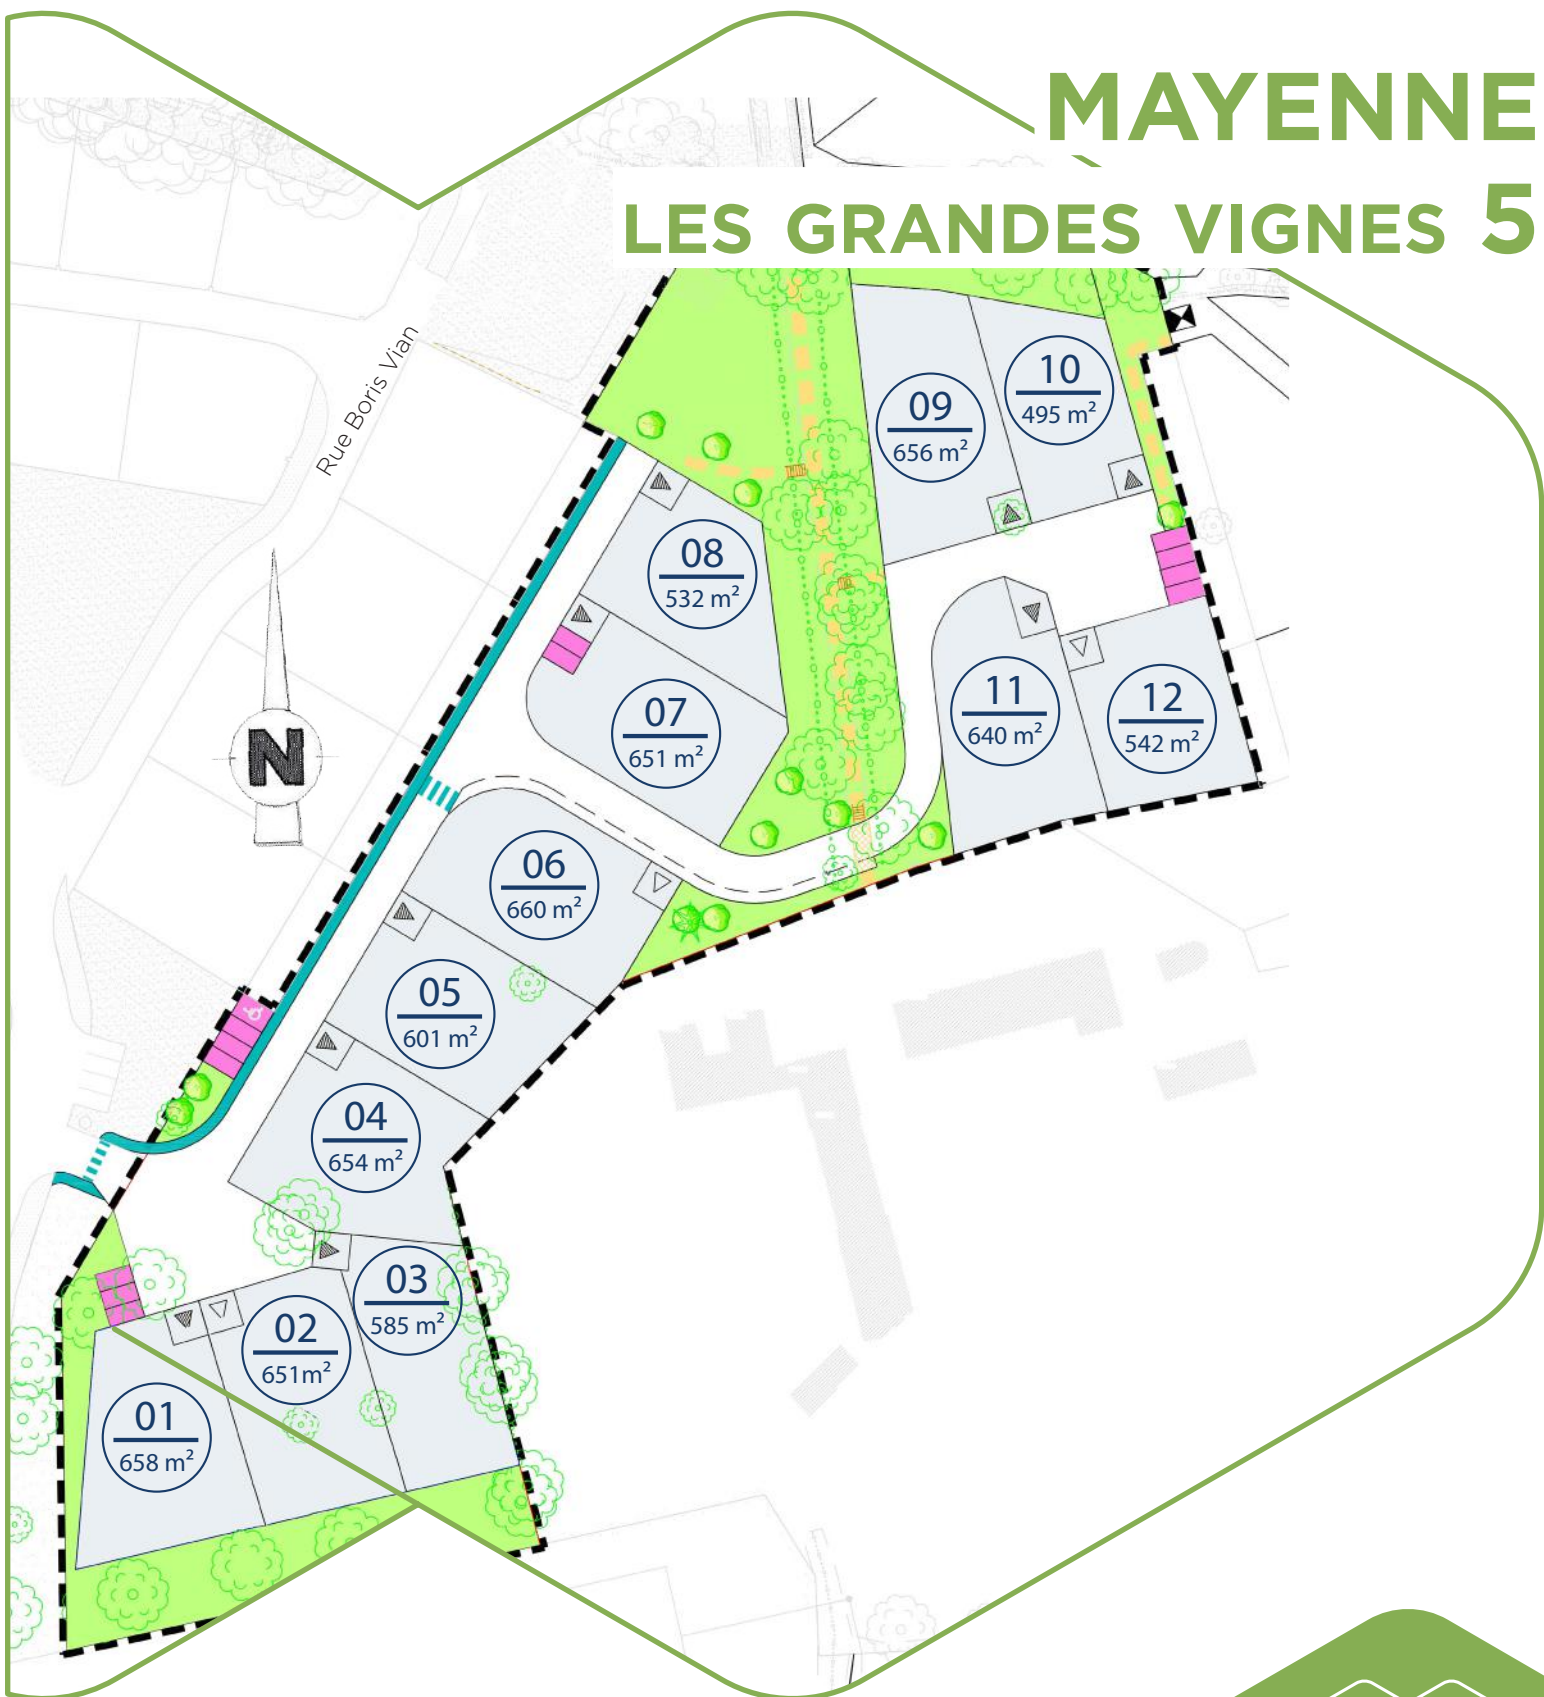 MAYENNE
LES GRANDES VIGNES 5
Rue Boris Vian
10
495 m²
09
656 m²
08
532 m²
07
651 m²
11
640 m²
12
542 m²
N
06
660 m²
05
601 m²
04
654 m²
03
585 m²
02
651m²
01
658 m²